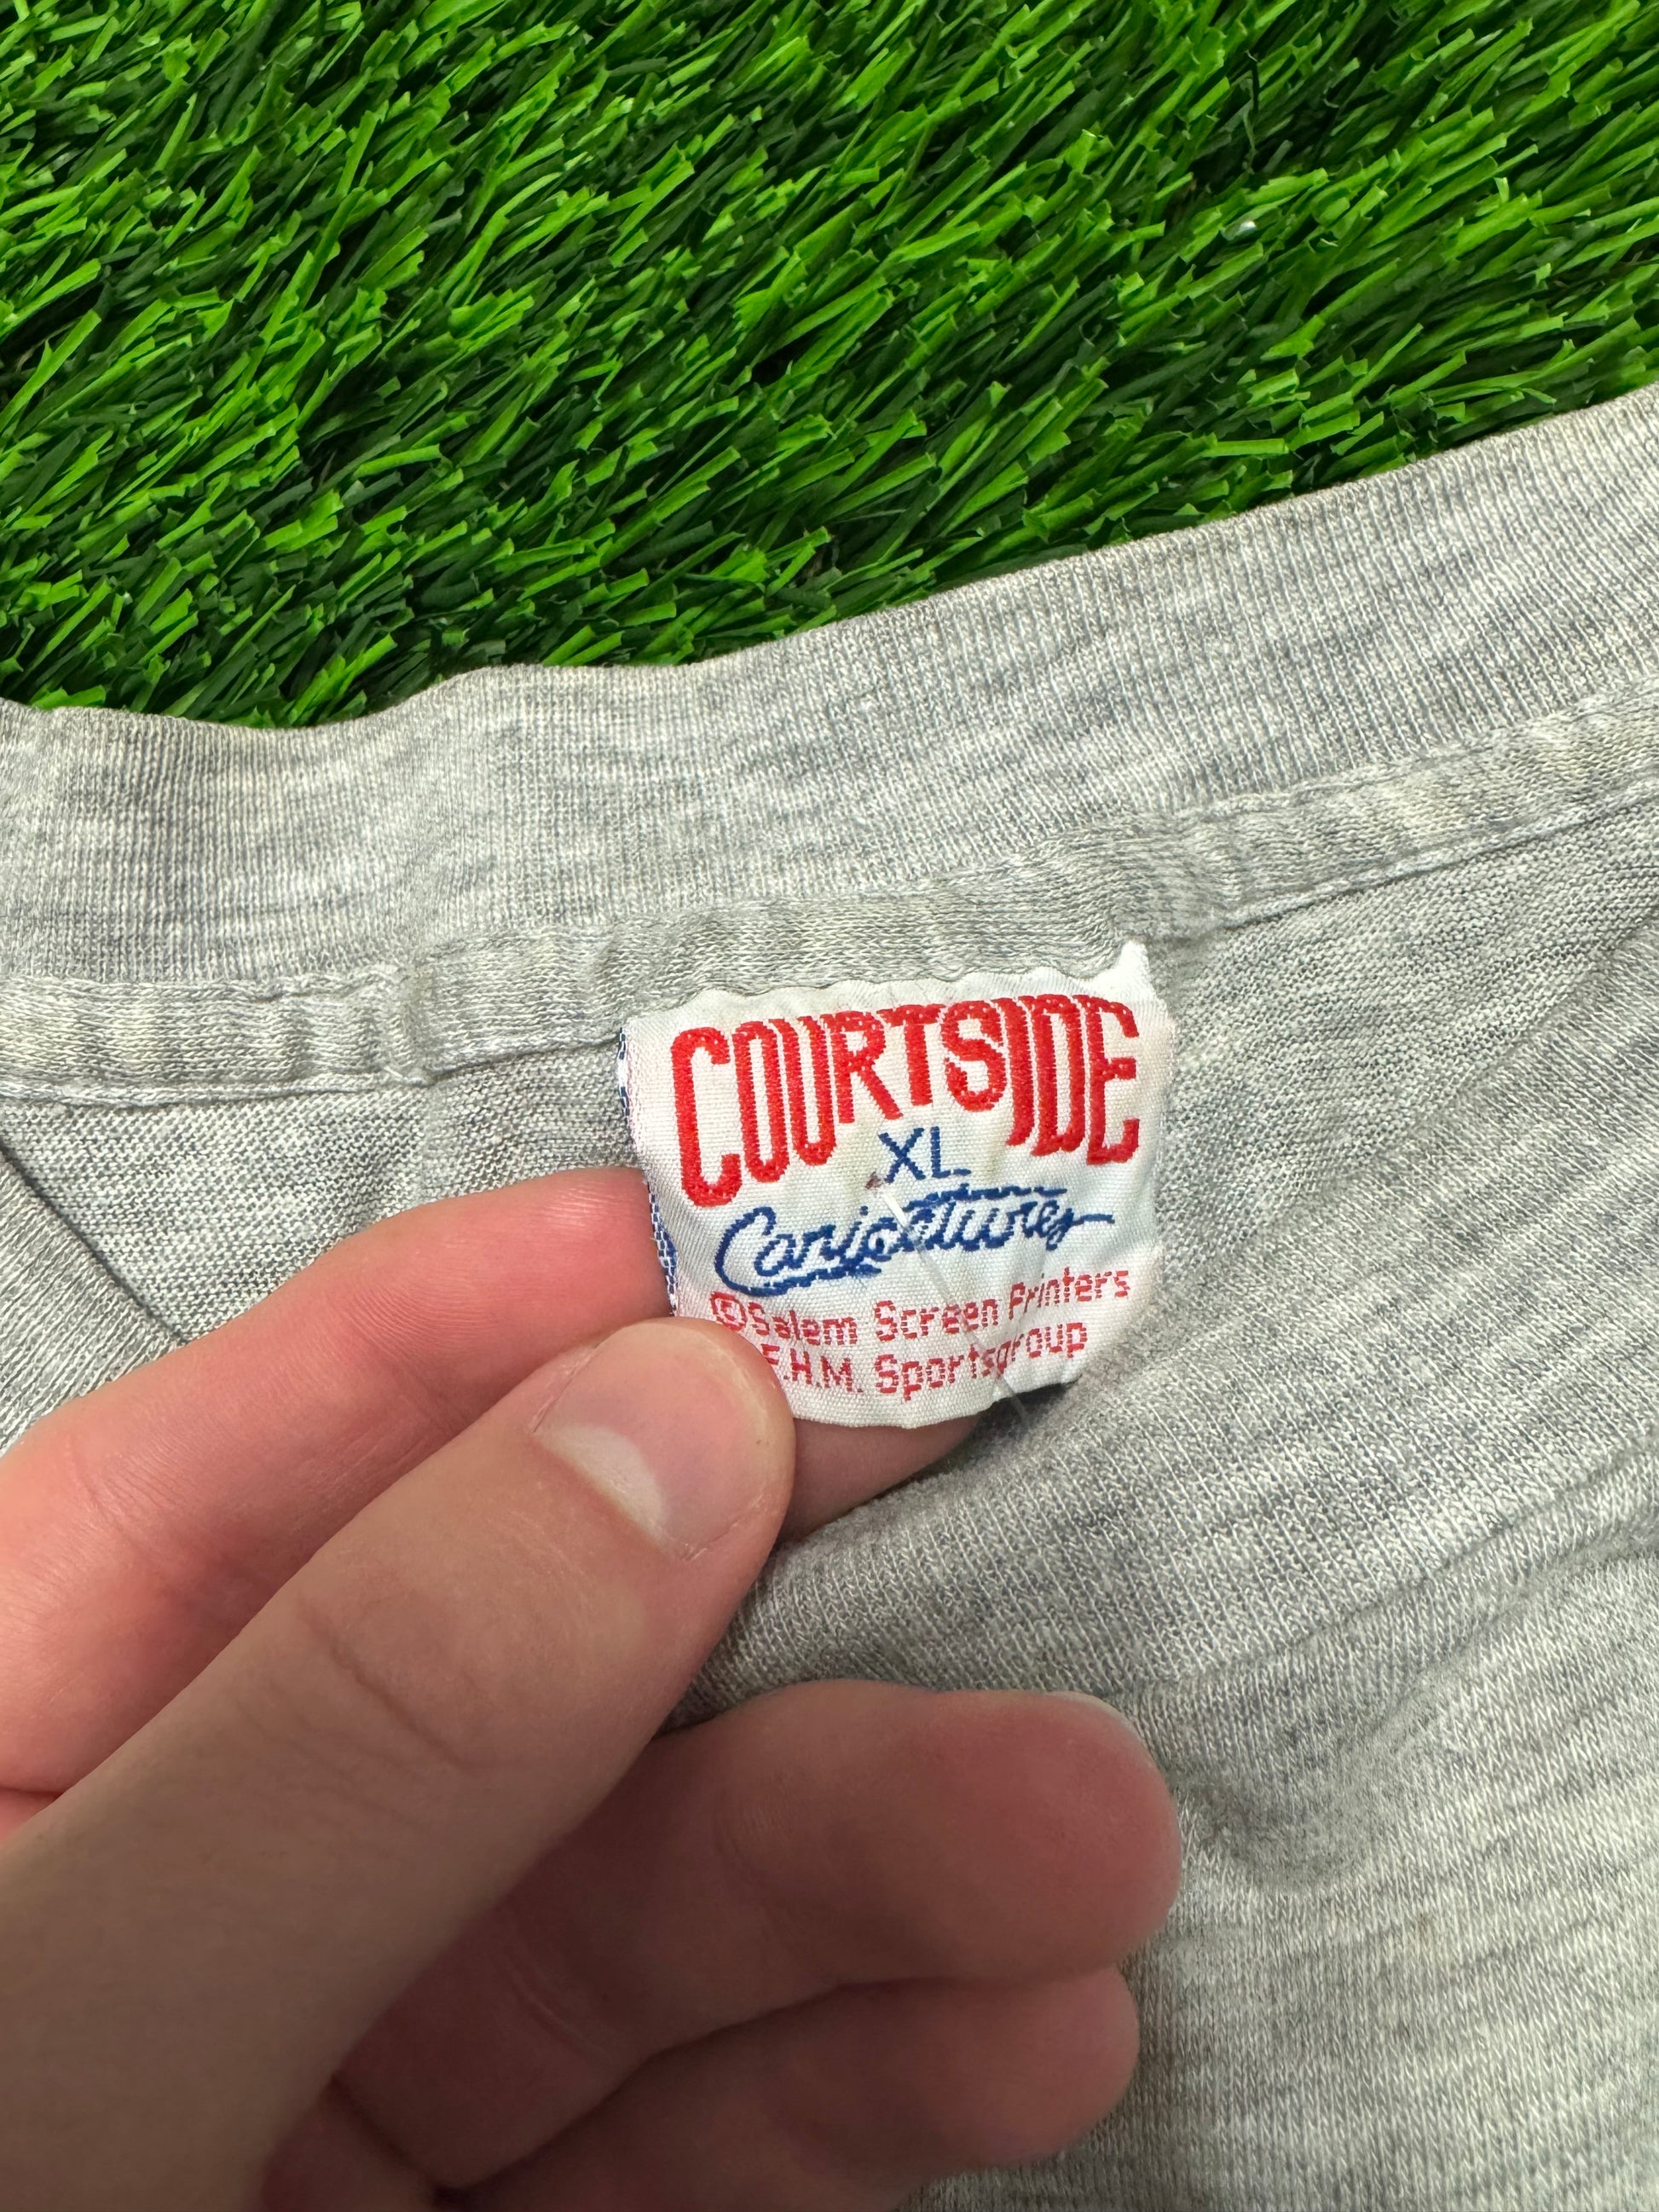 COURTSIDE
XL
Caricatures
©Salem Screen Printers
F.H.M. Sportsgroup